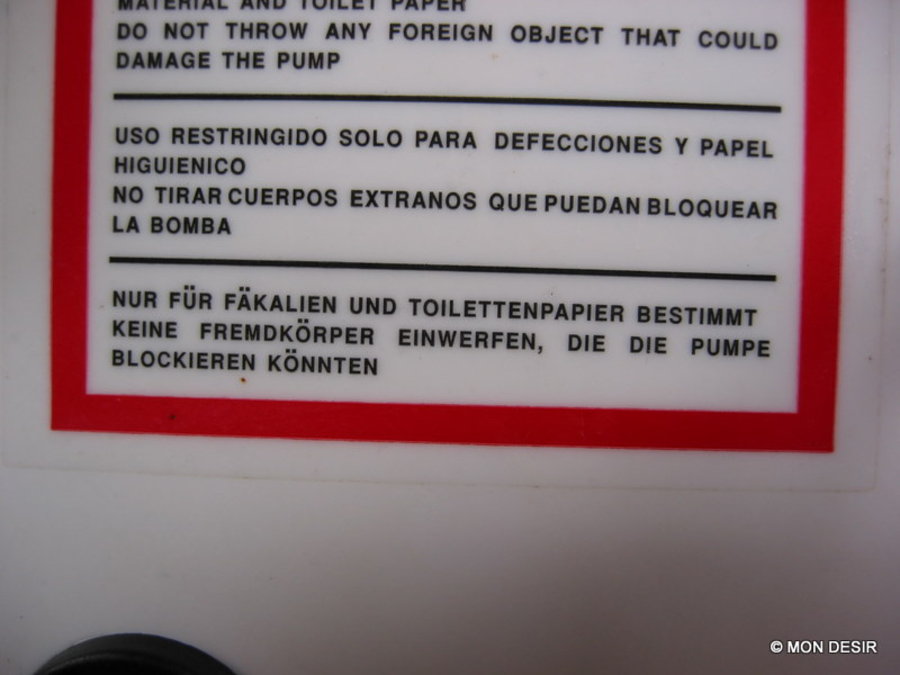 MATERIAL AND TOILET PAPER
DO NOT THROW ANY FOREIGN OBJECT THAT COULD
DAMAGE THE PUMP
USO RESTRINGIDO SOLO PARA DEFECCIONES Y PAPEL
HIGUIENICO
NO TIRAR CUERPOS EXTRANOS QUE PUEDAN BLOQUEAR
LA BOMBA
NUR FÜR FÄKALIEN UND TOILETTENPAPIER BESTIMMT
KEINE FREMDKÖRPER EINWERFEN, DIE DIE PUMPE
BLOCKIEREN KÖNNTEN
© MON DESIR